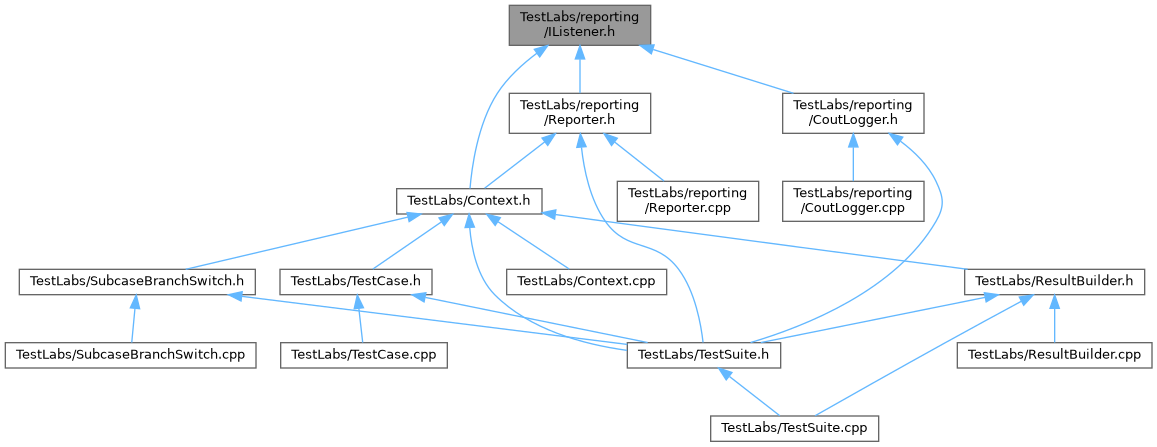 TestLabs/reporting
/IListener.h
TestLabs/reporting
/Reporter.h
TestLabs/reporting
/CoutLogger.h
TestLabs/Context.h
TestLabs/reporting
/Reporter.cpp
TestLabs/reporting
/CoutLogger.cpp
TestLabs/SubcaseBranchSwitch.h
TestLabs/TestCase.h
TestLabs/Context.cpp
TestLabs/ResultBuilder.h
TestLabs/SubcaseBranchSwitch.cpp
TestLabs/TestCase.cpp
TestLabs/TestSuite.h
TestLabs/ResultBuilder.cpp
TestLabs/TestSuite.cpp